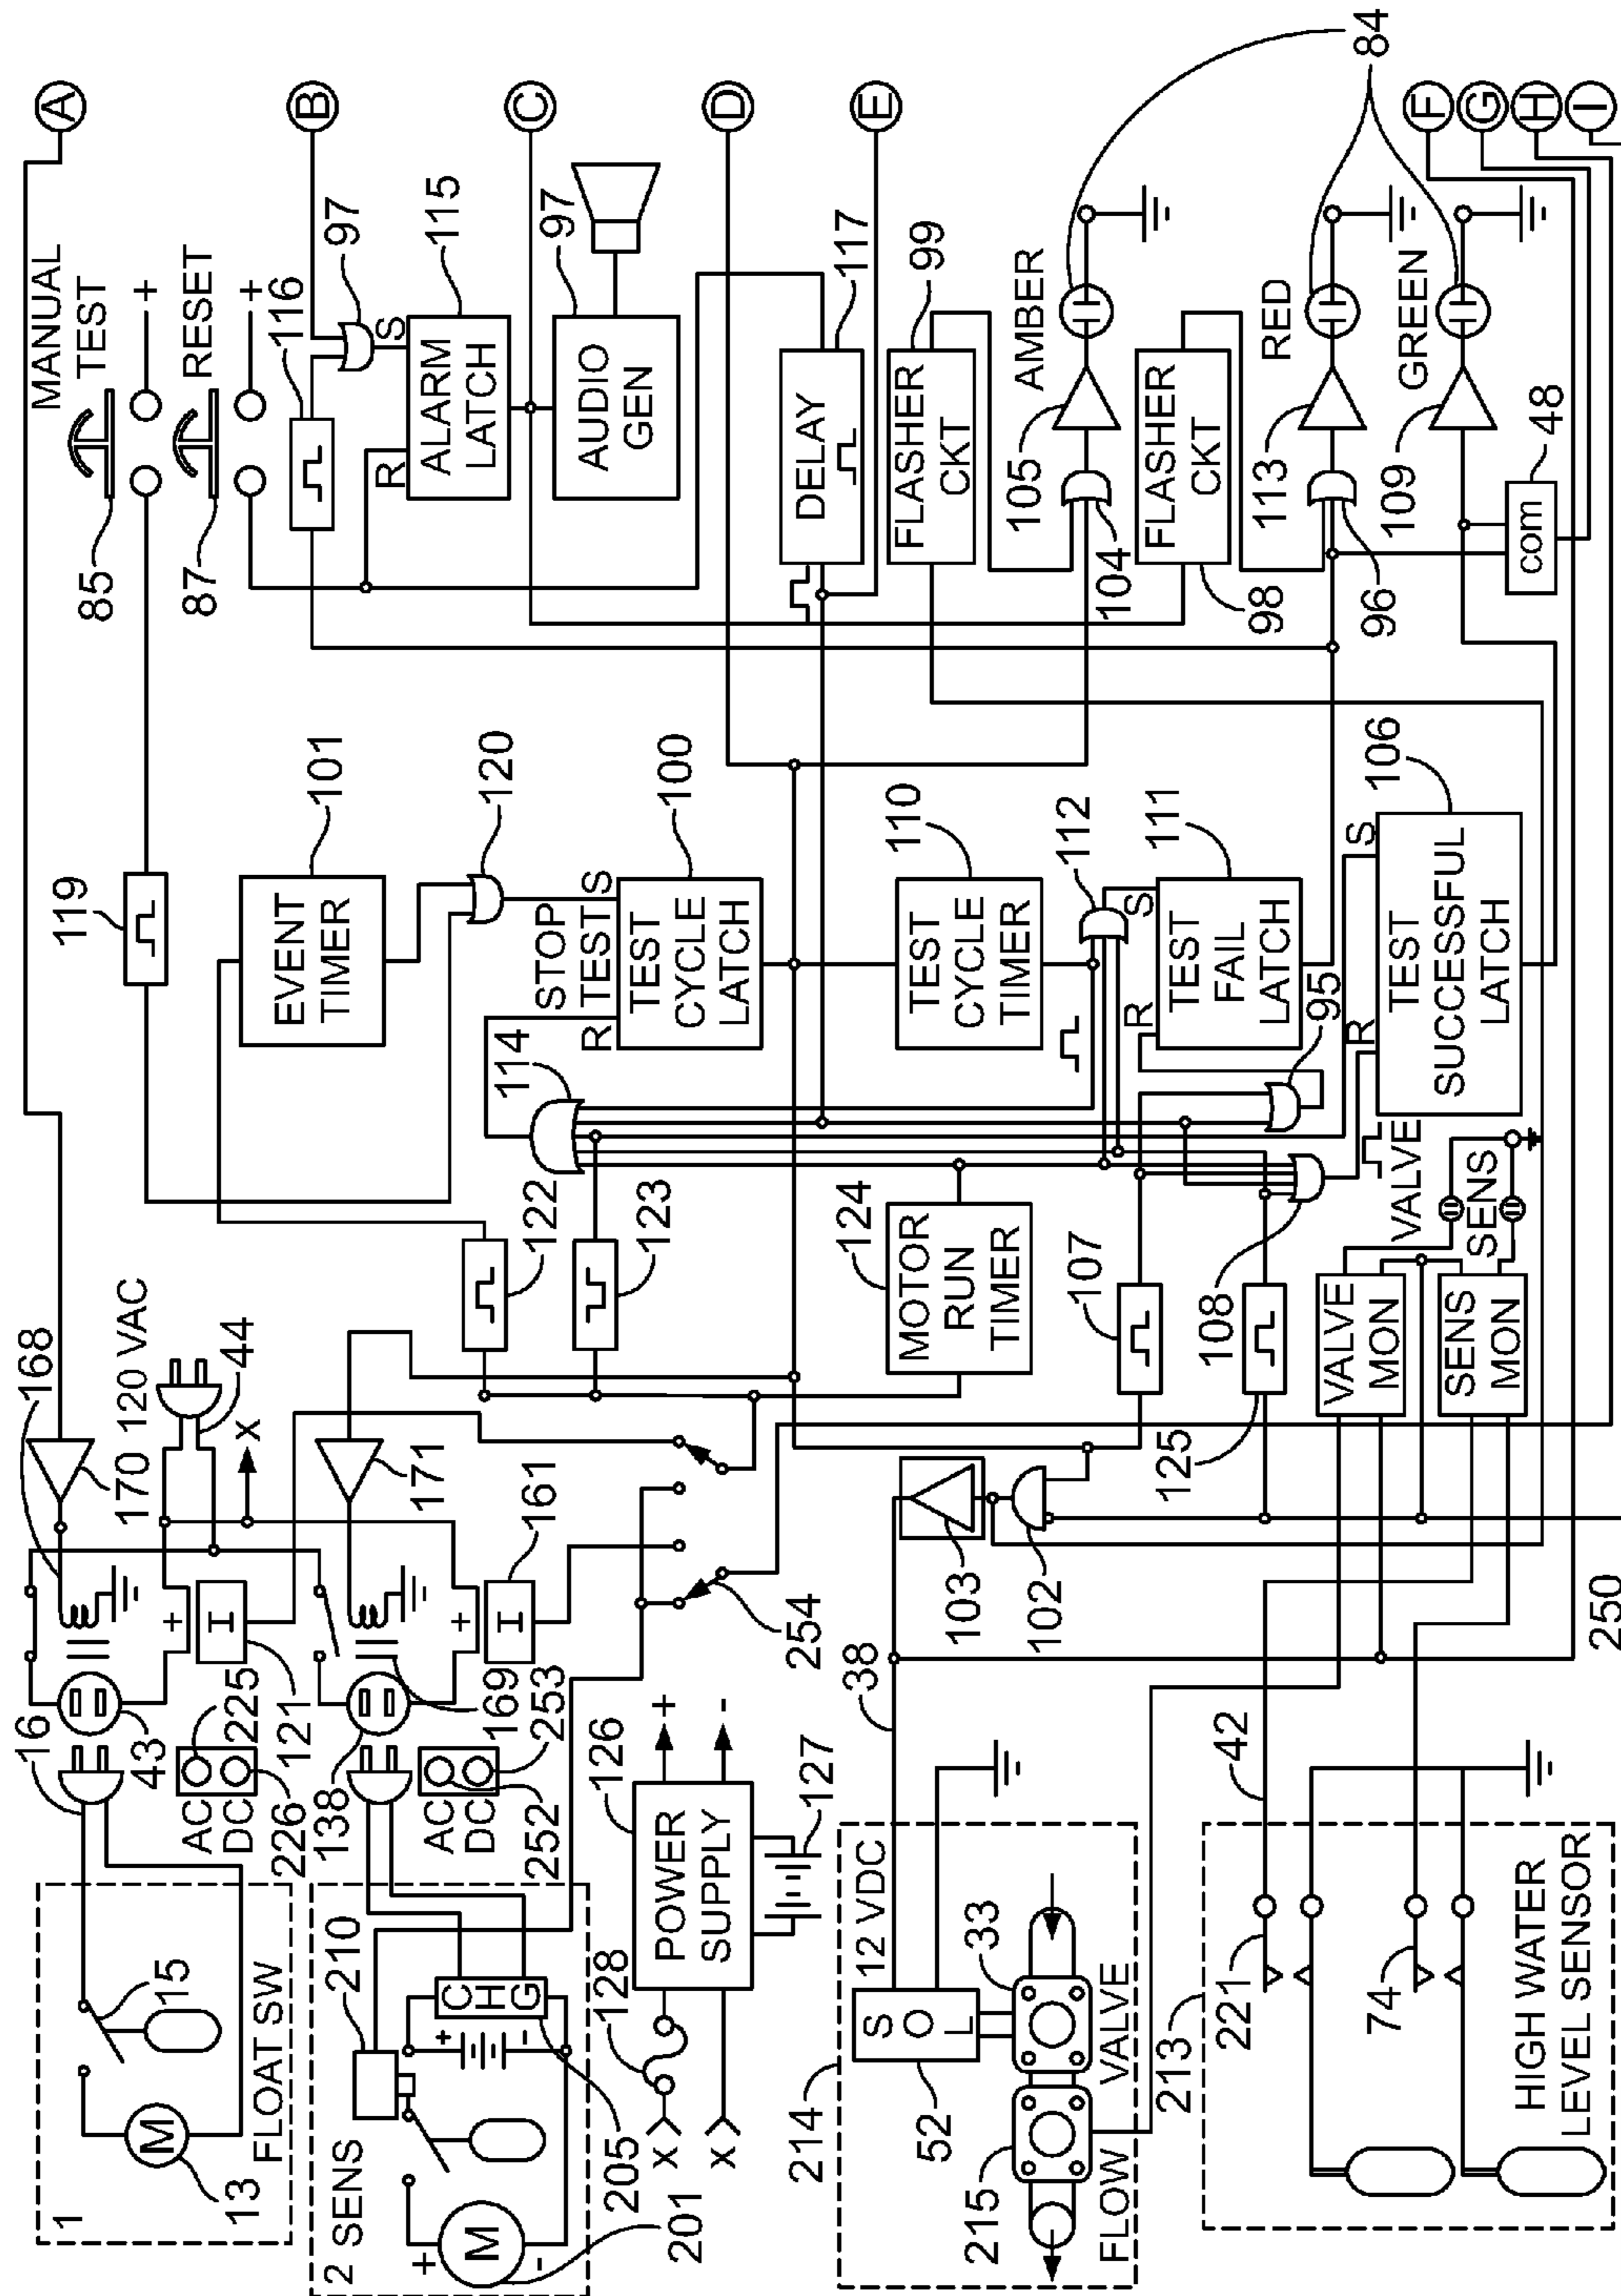 A
B
C
D
E
F
G
H
I
MANUAL
TEST
85
+
RESET
87
+
116
97
S
R
ALARM
LATCH
115
AUDIO
GEN
97
DELAY
117
FLASHER
CKT
99
AMBER
105
104
84
FLASHER
CKT
98
RED
113
96
GREEN
109
com
48
119
EVENT
TIMER
101
120
STOP
TEST
S
R
TEST
CYCLE
LATCH
100
114
TEST
CYCLE
TIMER
110
112
S
R
TEST
FAIL
LATCH
111
95
S
R
TEST
SUCCESSFUL
LATCH
106
122
123
124
MOTOR
RUN
TIMER
107
108
125
VALVE
SENS
VALVE
MON
SENS
MON
168
170
120 VAC
44
X
171
161
+
I
+
I
254
103
102
250
16
43
AC
DC
225
226
121
138
169
AC
DC
253
252
126
POWER
SUPPLY
+
-
127
128
X
X
38
42
1
15
M
13
FLOAT SW
2 SENS
210
C
H
G
+
-
+
M
-
205
201
214
12 VDC
S
O
L
52
33
215
FLOW
VALVE
213
221
74
HIGH WATER
LEVEL SENSOR